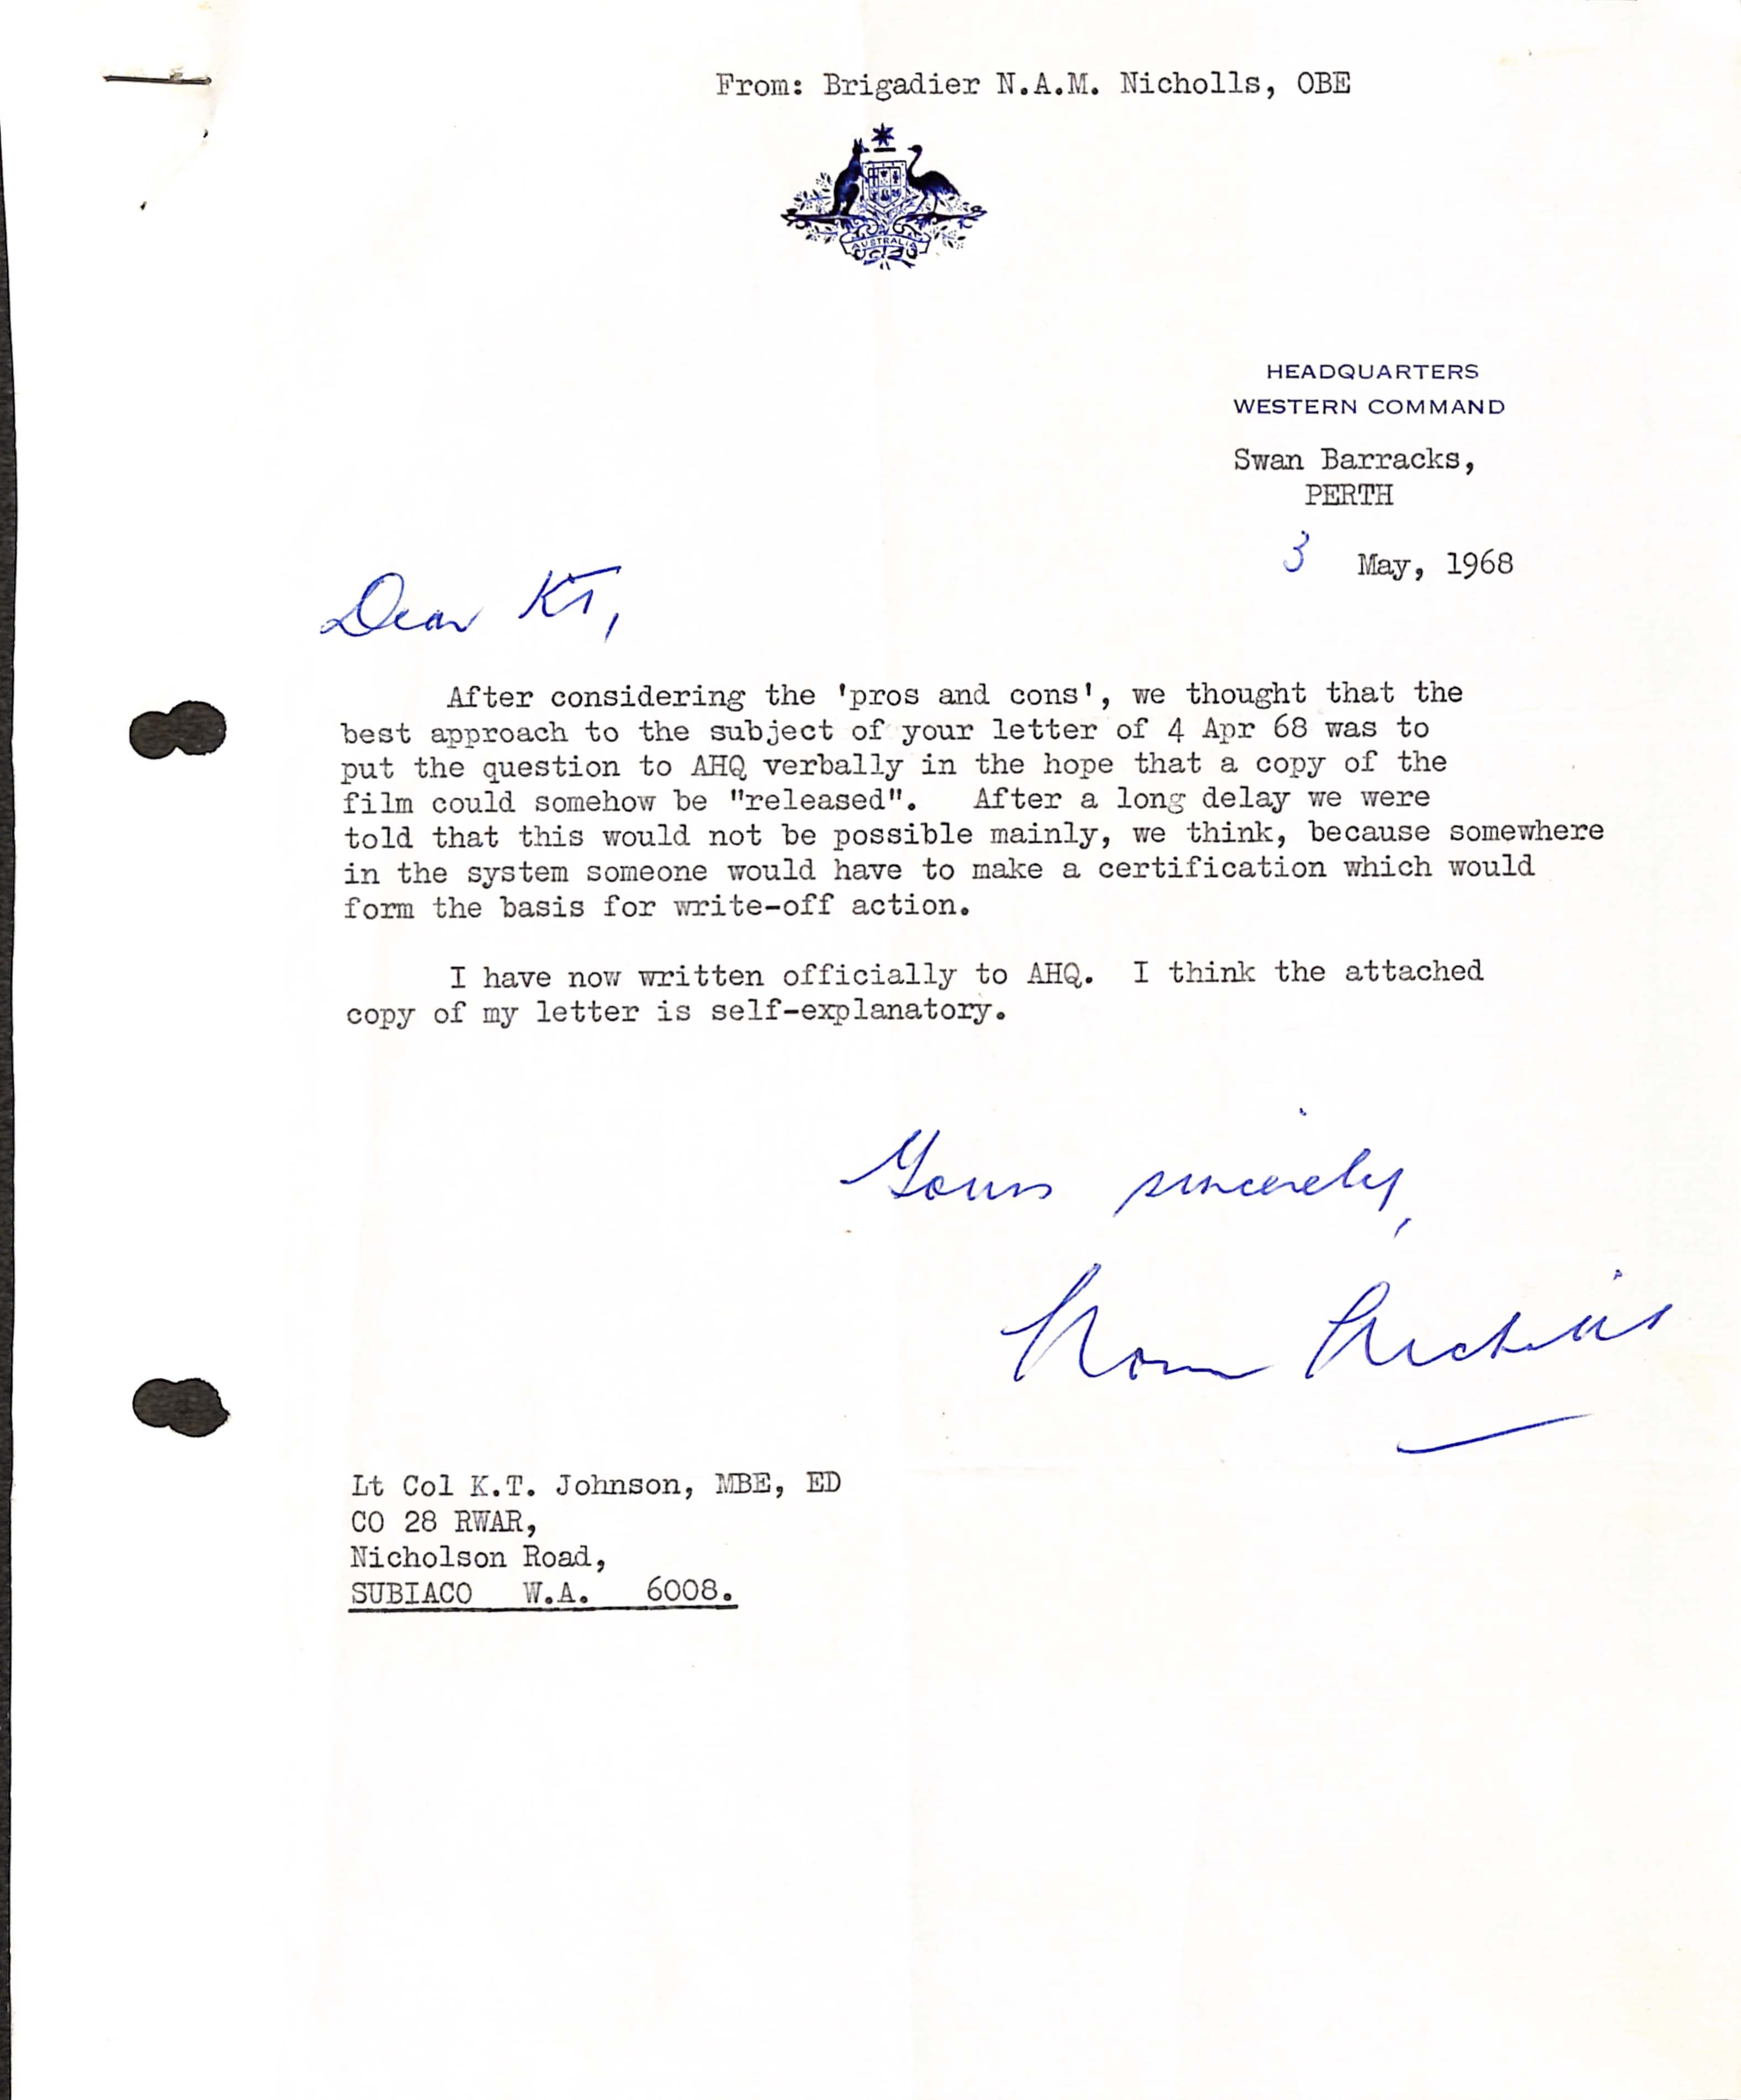 From: Brigadier N.A.M. Nicholls, OBE
AUSTRALIA
HEADQUARTERS
WESTERN COMMAND
Swan Barracks,
PERTH
3 May, 1968
Dear KT,
After considering the 'pros and cons', we thought that the
best approach to the subject of your letter of 4 Apr 68 was to
put the question to AHQ verbally in the hope that a copy of the
film could somehow be "released". After a long delay we were
told that this would not be possible mainly, we think, because somewhere
in the system someone would have to make a certification which would
form the basis for write-off action.
I have now written officially to AHQ. I think the attached
copy of my letter is self-explanatory.
Yours sincerely,
Norm Nicholls
Lt Col K.T. Johnson, MBE, ED
CO 28 RWAR,
Nicholson Road,
SUBIACO W.A. 6008.